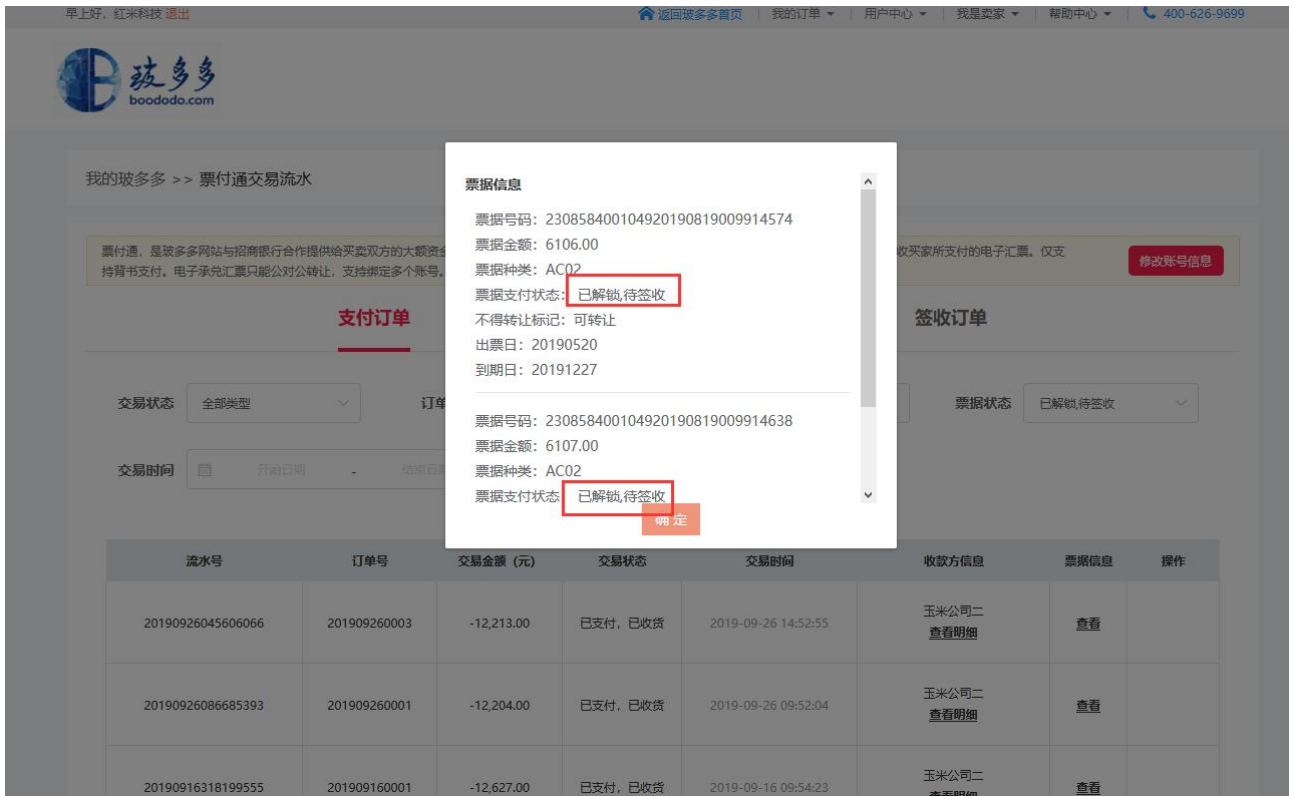 早上好, 红米科技 退出
返回玻多多首页 我的订单 用户中心 我是卖家 帮助中心 400-626-9699
玻多多
boododo.com
我的玻多多 >> 票付通交易流水
票付通, 是玻多多网站与招商银行合作提供给买卖双方的大额资金
收买家所支付的电子汇票。仅支
持背书支付。电子承兑汇票只能公对公转让, 支持绑定多个账号。
修改账号信息
支付订单
签收订单
交易状态 全部类型
订单
票据状态 已解锁,待签收
交易时间 开始日期 - 结束日期
票据信息
票据号码: 230858400104920190819009914574
票据金额: 6106.00
票据种类: AC02
票据支付状态: 已解锁,待签收
不得转让标记: 可转让
出票日: 20190520
到期日: 20191227
票据号码: 230858400104920190819009914638
票据金额: 6107.00
票据种类: AC02
票据支付状态 已解锁,待签收
确 定
流水号 订单号 交易金额 (元) 交易状态 交易时间 收款方信息 票据信息 操作
20190926045606066 201909260003 -12,213.00 已支付, 已收货 2019-09-26 14:52:55 玉米公司二 查看
查看明细
20190926086685393 201909260001 -12,204.00 已支付, 已收货 2019-09-26 09:52:04 玉米公司二 查看
查看明细
20190916318199555 201909160001 -12,627.00 已支付, 已收货 2019-09-16 09:54:23 玉米公司二 查看
查看明细